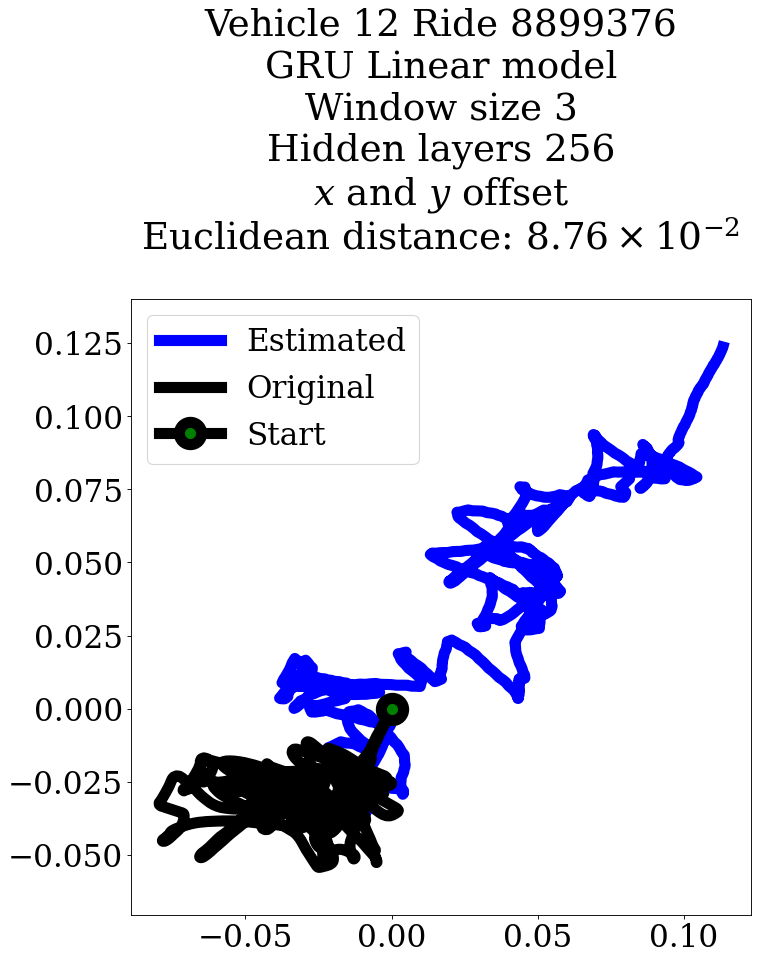 Vehicle 12 Ride 8899376
GRU Linear model
Window size 3
Hidden layers 256
x and y offset
Euclidean distance: 8.76 × 10⁻²
Estimated
Original
Start
0.125
0.100
0.075
0.050
0.025
0.000
−0.025
−0.050
−0.05 0.00 0.05 0.10